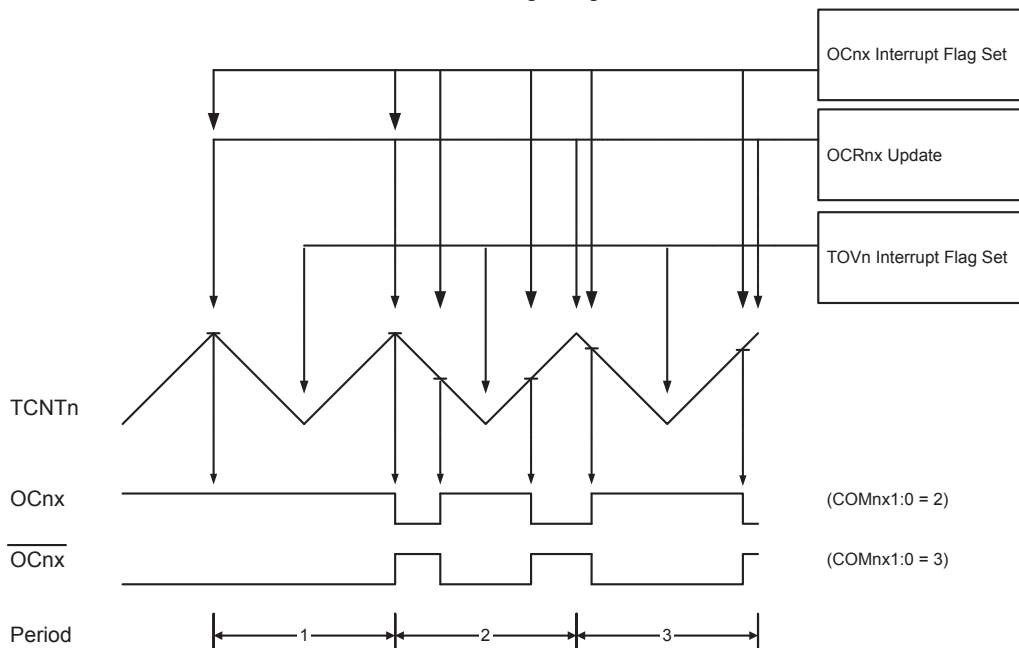 OCnx Interrupt Flag Set
OCRnx Update
TOVn Interrupt Flag Set
TCNTn
OCnx
(COMnx1:0 = 2)
OCnx
(COMnx1:0 = 3)
Period
1
2
3